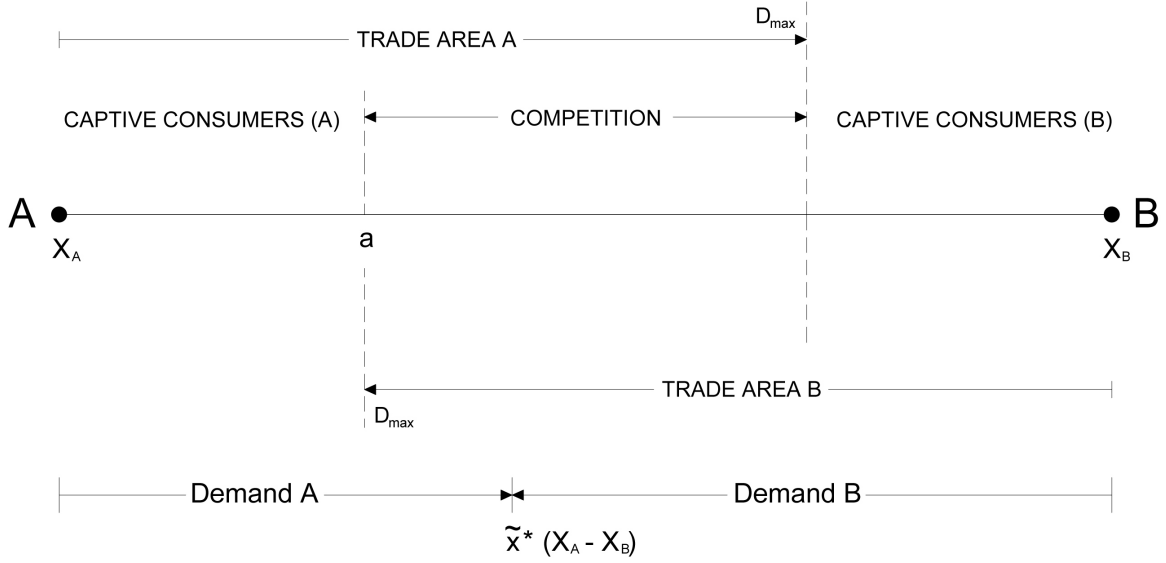 Dmax
TRADE AREA A
CAPTIVE CONSUMERS (A)
COMPETITION
CAPTIVE CONSUMERS (B)
A
B
XA
a
XB
TRADE AREA B
Dmax
Demand A
Demand B
x̃* (XA - XB)